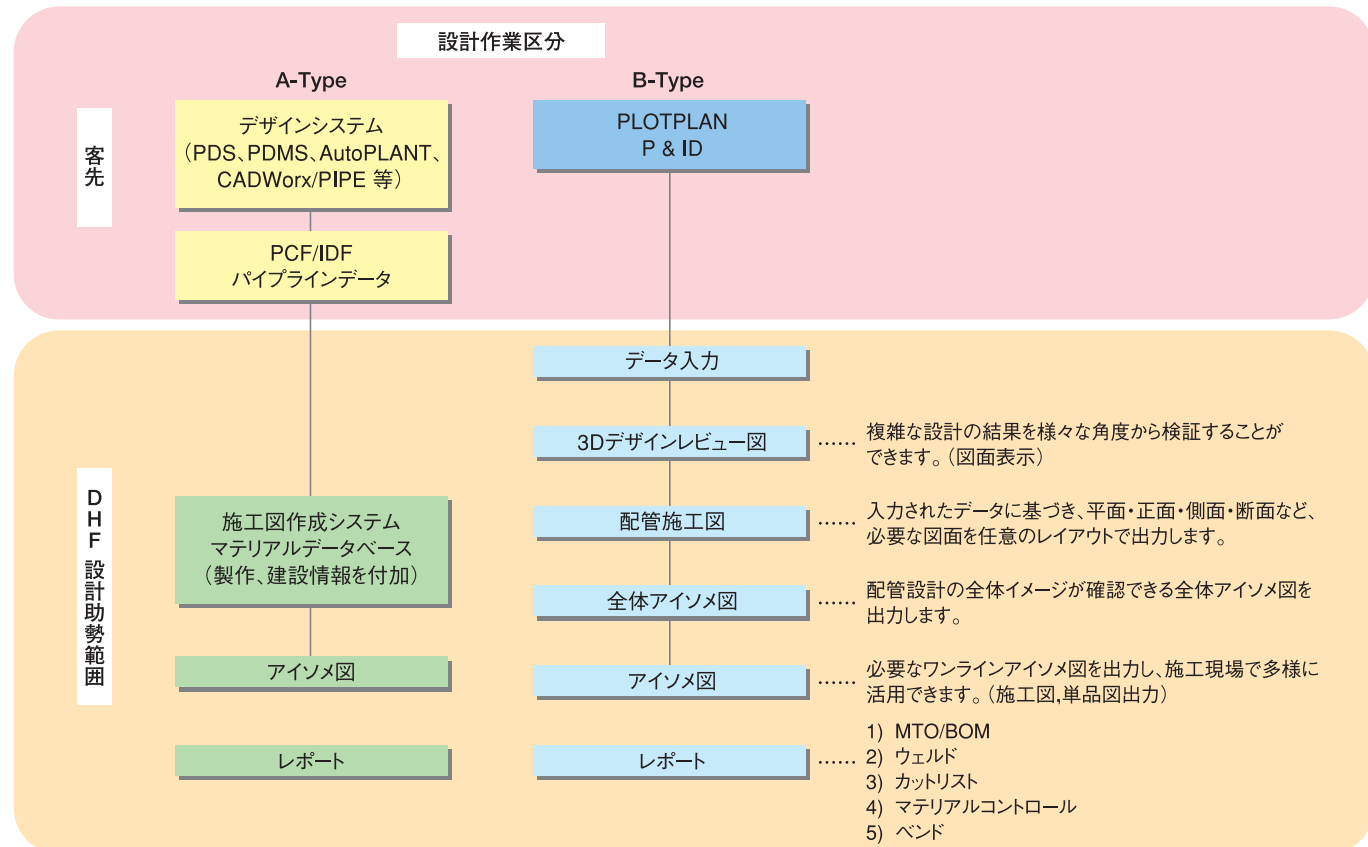 設計作業区分
A-Type
B-Type
客先
デザインシステム
（PDS、PDMS、AutoPLANT、
CADWorx/PIPE 等）
PLOTPLAN
P & ID
PCF/IDF
パイプラインデータ
DHF 設計助勢範囲
データ入力
3Dデザインレビュー図
…… 複雑な設計の結果を様々な角度から検証することが
できます。（図面表示）
施工図作成システム
マテリアルデータベース
（製作、建設情報を付加）
配管施工図
…… 入力されたデータに基づき、平面・正面・側面・断面など、
必要な図面を任意のレイアウトで出力します。
全体アイソメ図
…… 配管設計の全体イメージが確認できる全体アイソメ図を
出力します。
アイソメ図
アイソメ図
…… 必要なワンラインアイソメ図を出力し、施工現場で多様に
活用できます。（施工図,単品図出力）
レポート
レポート
…… 1) MTO/BOM
2) ウェルド
3) カットリスト
4) マテリアルコントロール
5) ベンド